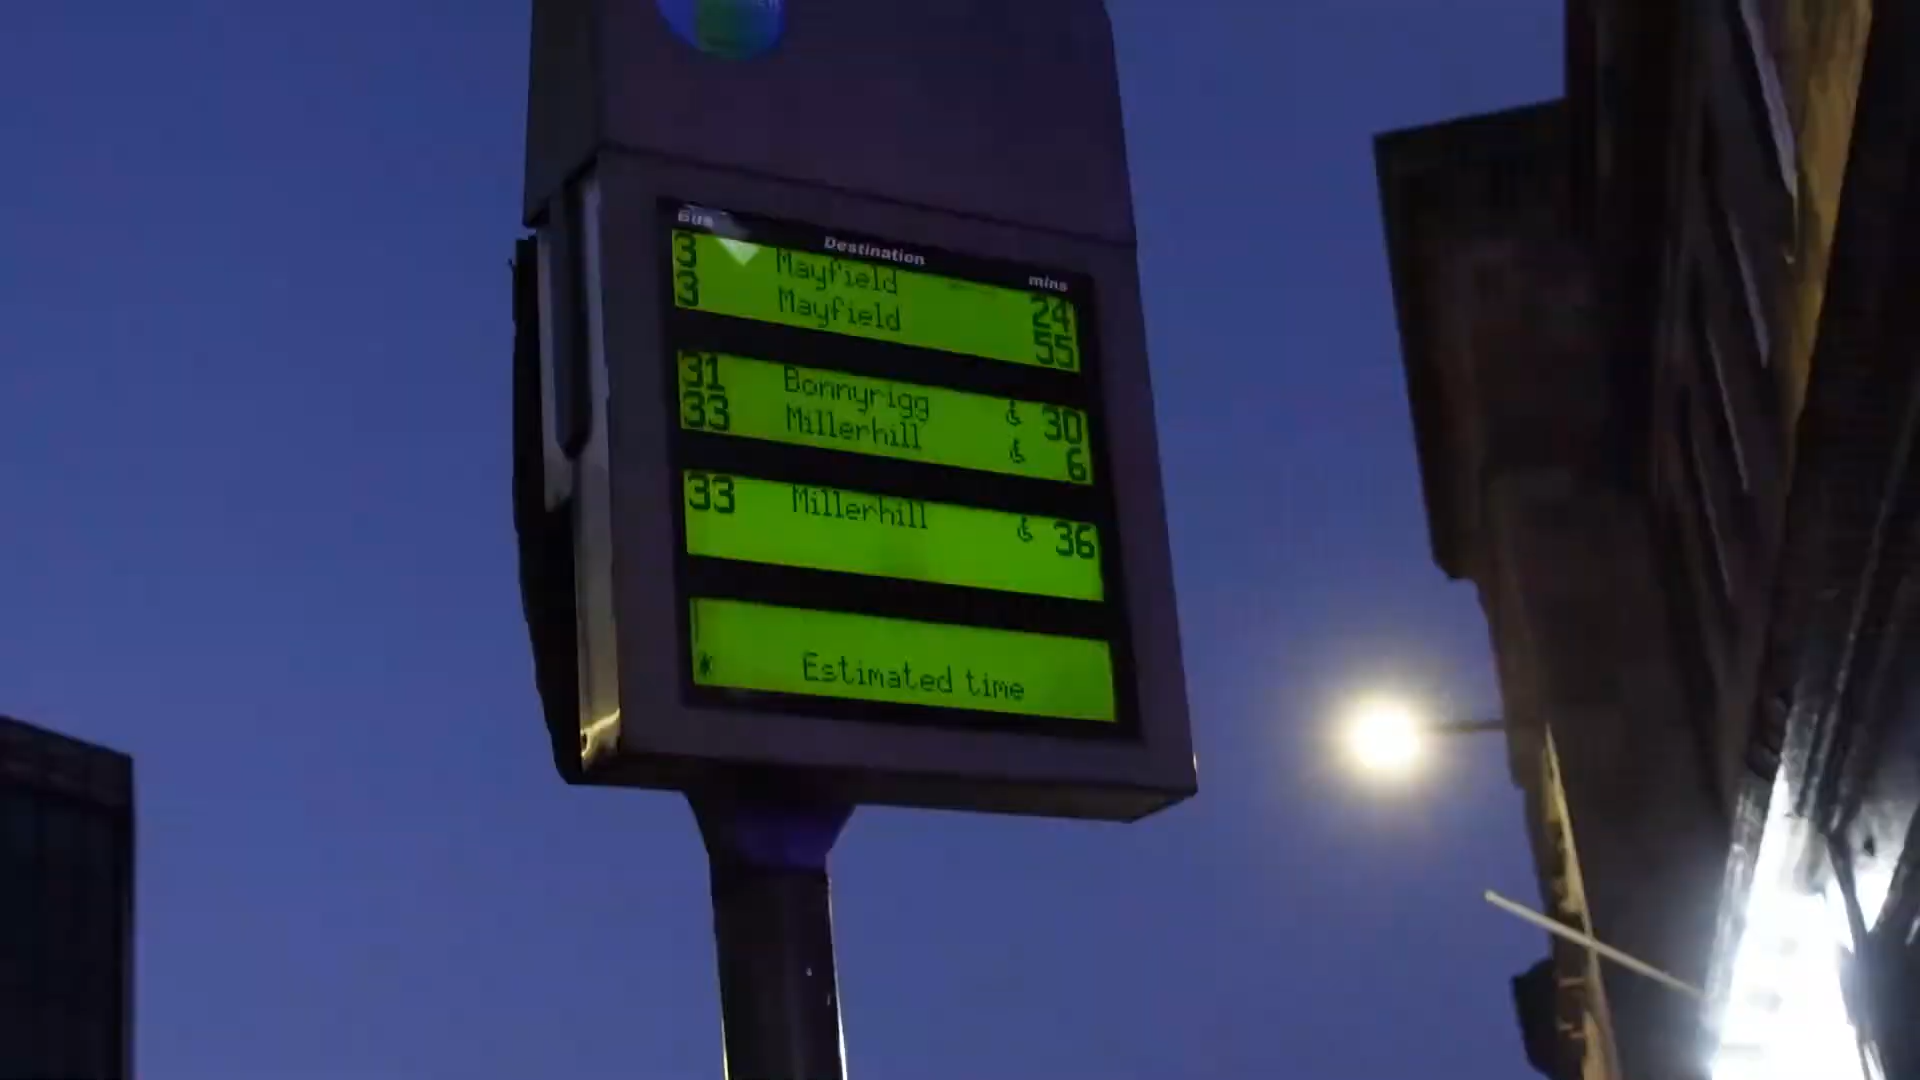 Bus Destination mins
3 Mayfield 24
3 Mayfield 55
31 Bonnyrigg 30
33 Millerhill 6
33 Millerhill 36
* Estimated time